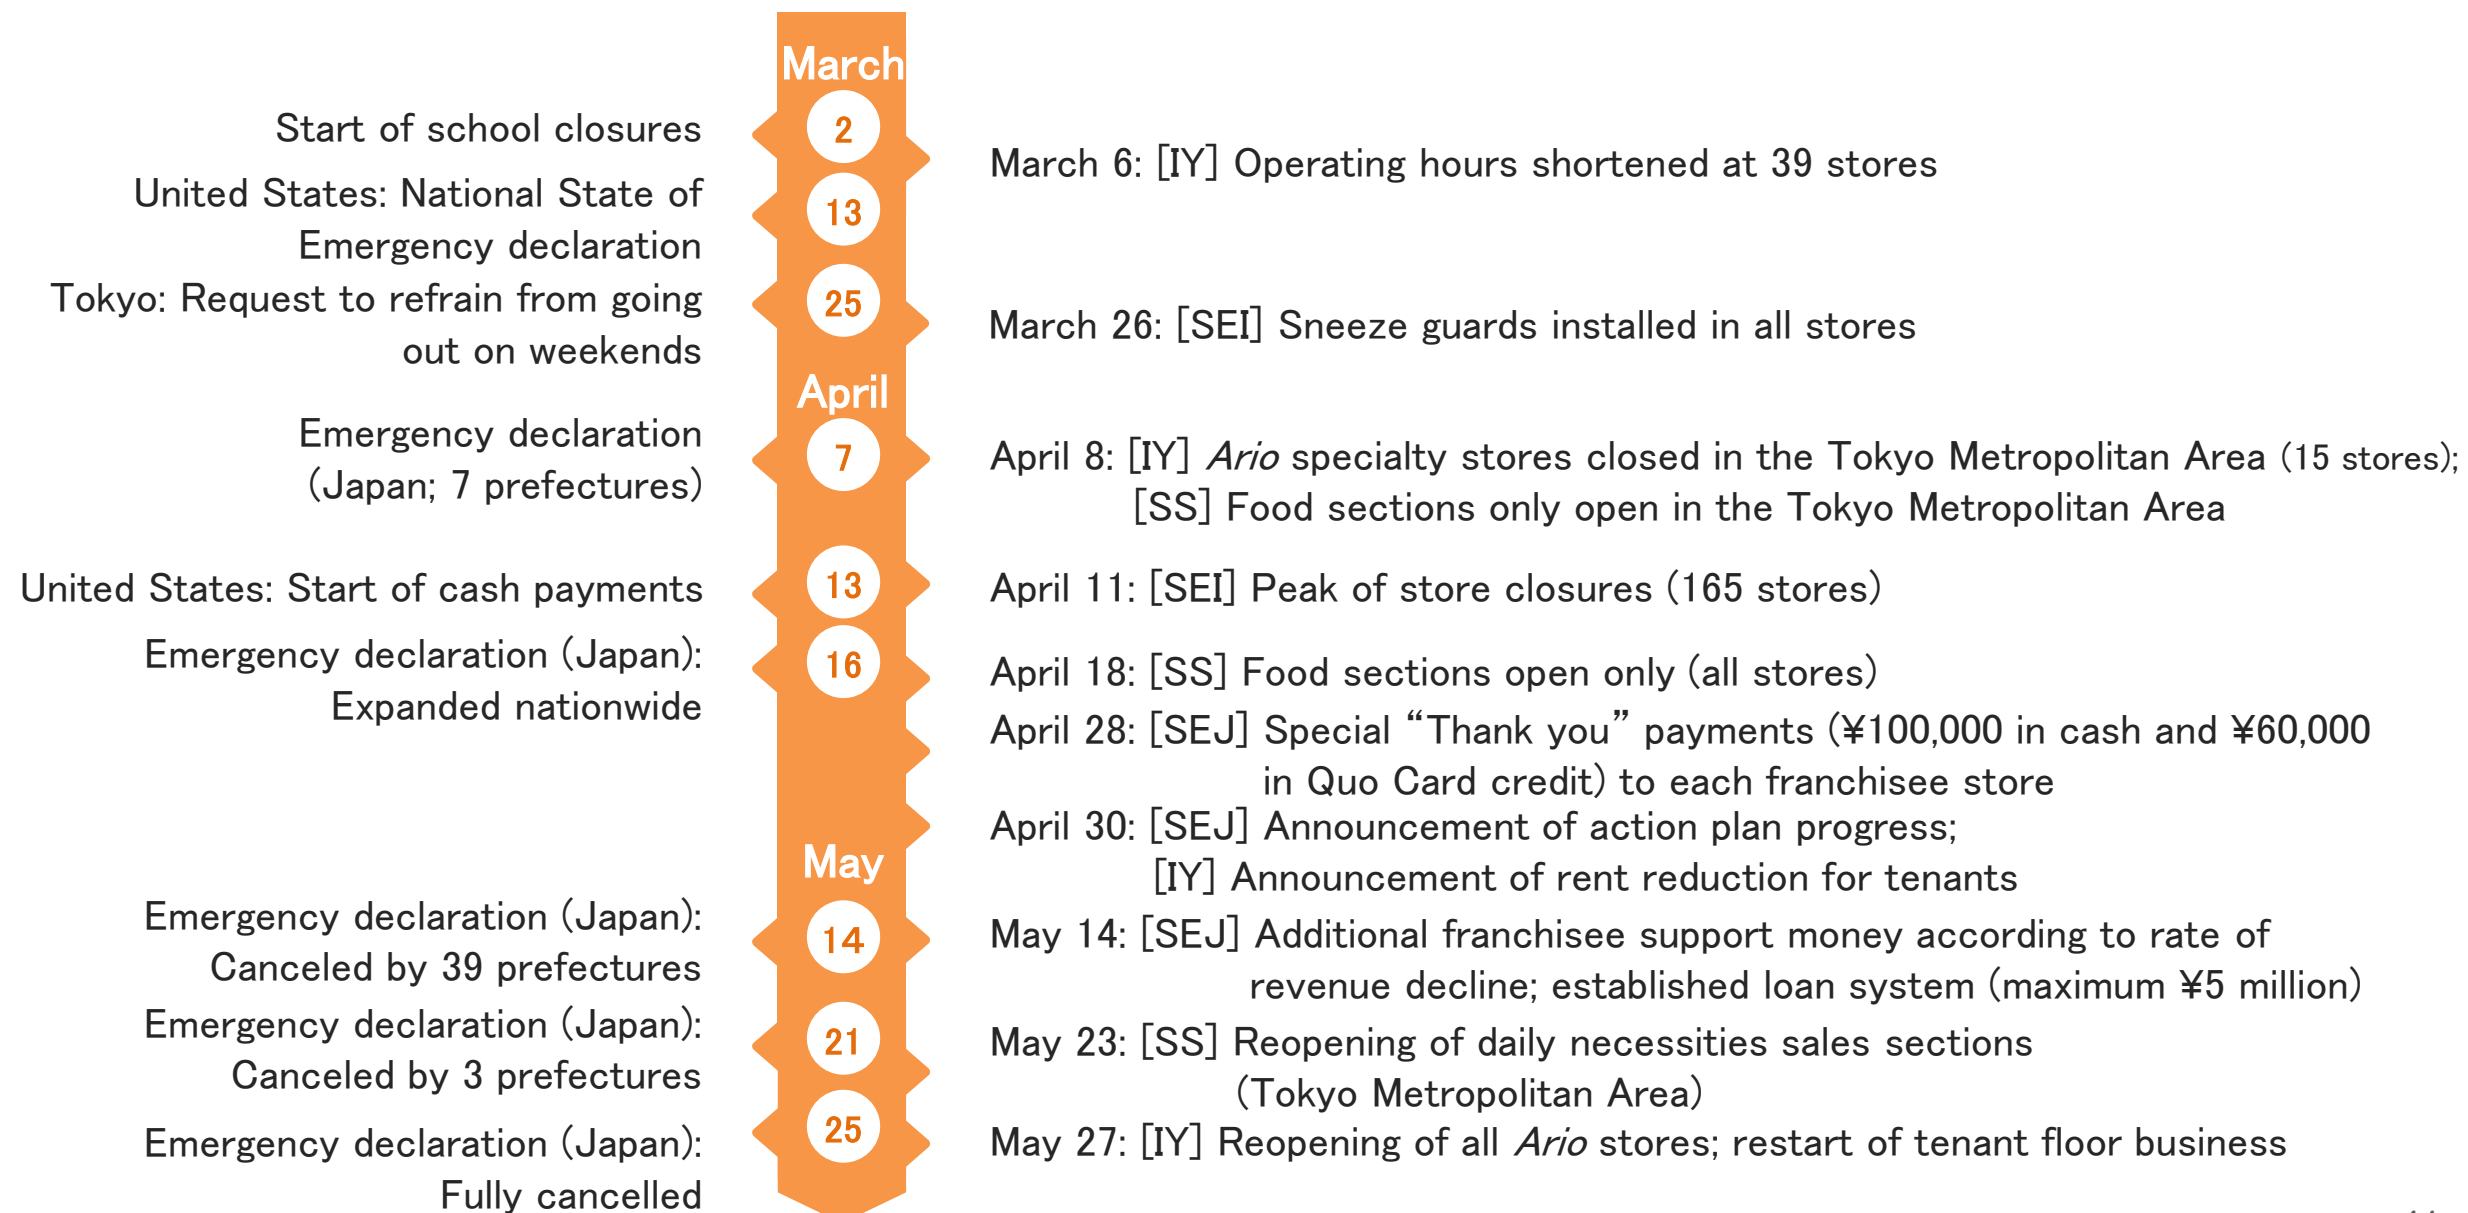 March
2
Start of school closures
March 6: [IY] Operating hours shortened at 39 stores
13
United States: National State of
Emergency declaration
25
Tokyo: Request to refrain from going
out on weekends
March 26: [SEI] Sneeze guards installed in all stores
April
7
Emergency declaration
(Japan; 7 prefectures)
April 8: [IY] Ario specialty stores closed in the Tokyo Metropolitan Area (15 stores);
[SS] Food sections only open in the Tokyo Metropolitan Area
13
United States: Start of cash payments
April 11: [SEI] Peak of store closures (165 stores)
16
Emergency declaration (Japan):
Expanded nationwide
April 18: [SS] Food sections open only (all stores)
April 28: [SEJ] Special “Thank you” payments (¥100,000 in cash and ¥60,000
in Quo Card credit) to each franchisee store
April 30: [SEJ] Announcement of action plan progress;
[IY] Announcement of rent reduction for tenants
May
14
Emergency declaration (Japan):
Canceled by 39 prefectures
May 14: [SEJ] Additional franchisee support money according to rate of
revenue decline; established loan system (maximum ¥5 million)
21
Emergency declaration (Japan):
Canceled by 3 prefectures
May 23: [SS] Reopening of daily necessities sales sections
(Tokyo Metropolitan Area)
25
Emergency declaration (Japan):
Fully cancelled
May 27: [IY] Reopening of all Ario stores; restart of tenant floor business